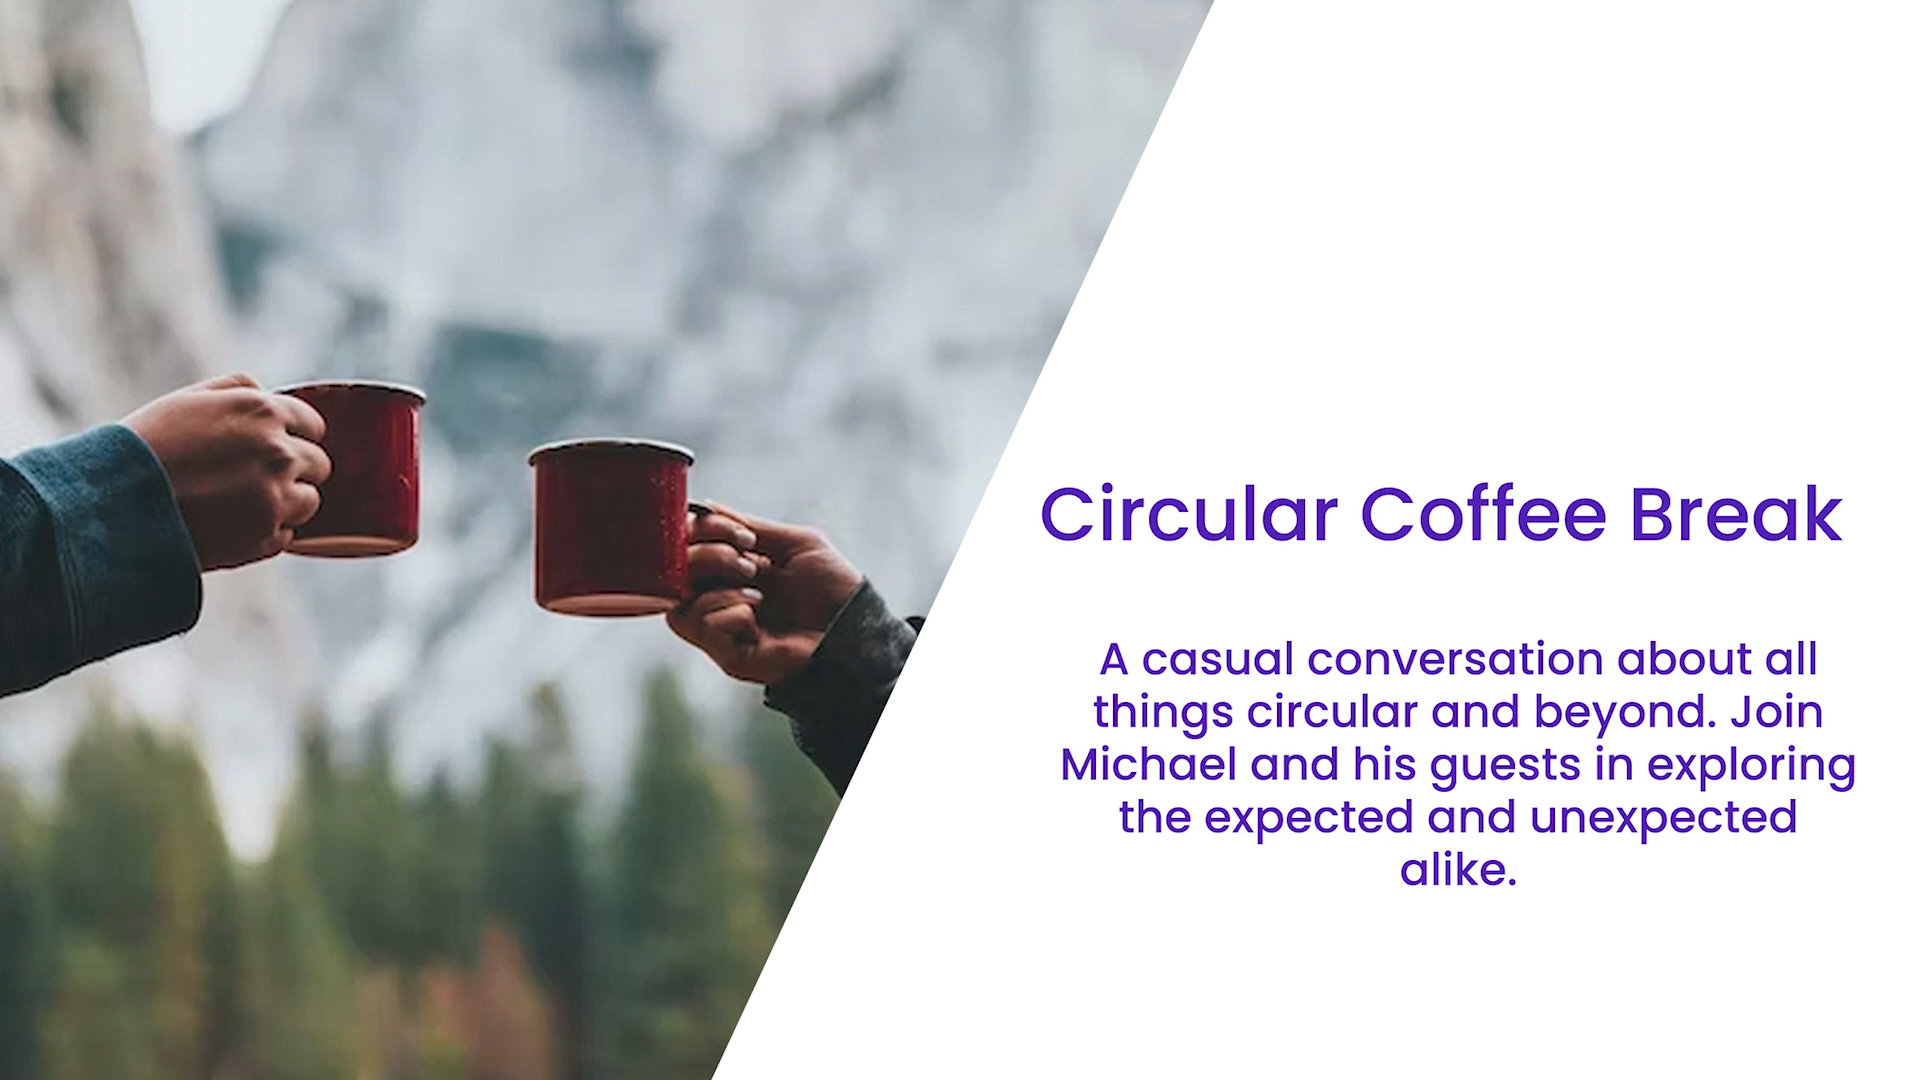 Circular Coffee Break
A casual conversation about all
things circular and beyond. Join
Michael and his guests in exploring
the expected and unexpected
alike.